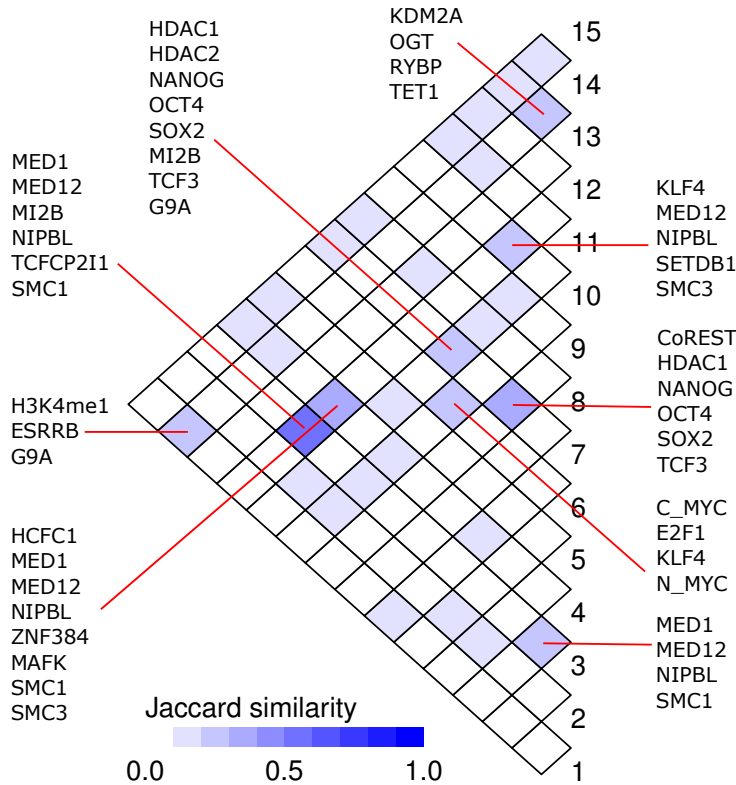 HDAC1
HDAC2
NANOG
OCT4
SOX2
MI2B
TCF3
G9A
KDM2A
OGT
RYBP
TET1
MED1
MED12
MI2B
NIPBL
TCFCP2I1
SMC1
KLF4
MED12
NIPBL
SETDB1
SMC3
CoREST
HDAC1
NANOG
OCT4
SOX2
TCF3
H3K4me1
ESRRB
G9A
C_MYC
E2F1
KLF4
N_MYC
HCFC1
MED1
MED12
NIPBL
ZNF384
MAFK
SMC1
SMC3
MED1
MED12
NIPBL
SMC1
15
14
13
12
11
10
9
8
7
6
5
4
3
2
1
Jaccard similarity
0.0 0.5 1.0